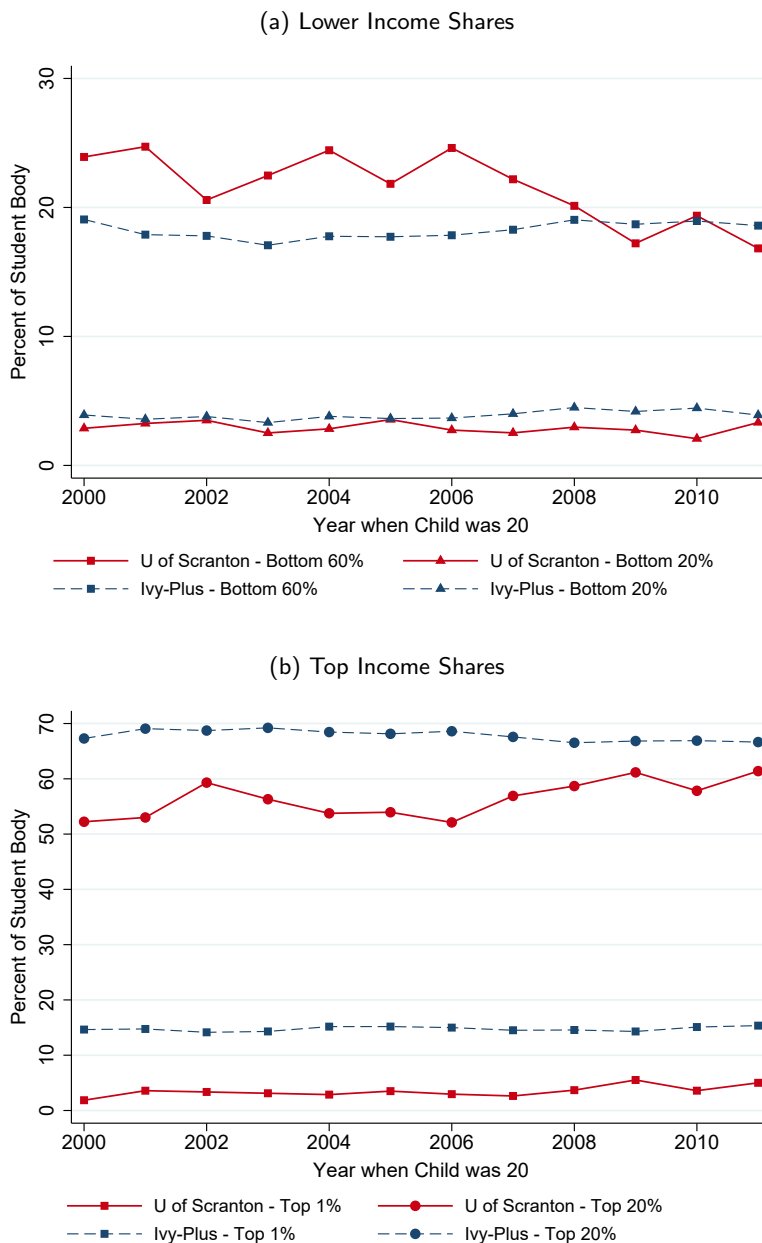 (a) Lower Income Shares
30
20
10
0
Percent of Student Body
2000 2002 2004 2006 2008 2010
Year when Child was 20
U of Scranton - Bottom 60% U of Scranton - Bottom 20%
Ivy-Plus - Bottom 60% Ivy-Plus - Bottom 20%
(b) Top Income Shares
70
60
50
40
30
20
10
0
Percent of Student Body
2000 2002 2004 2006 2008 2010
Year when Child was 20
U of Scranton - Top 1% U of Scranton - Top 20%
Ivy-Plus - Top 1% Ivy-Plus - Top 20%